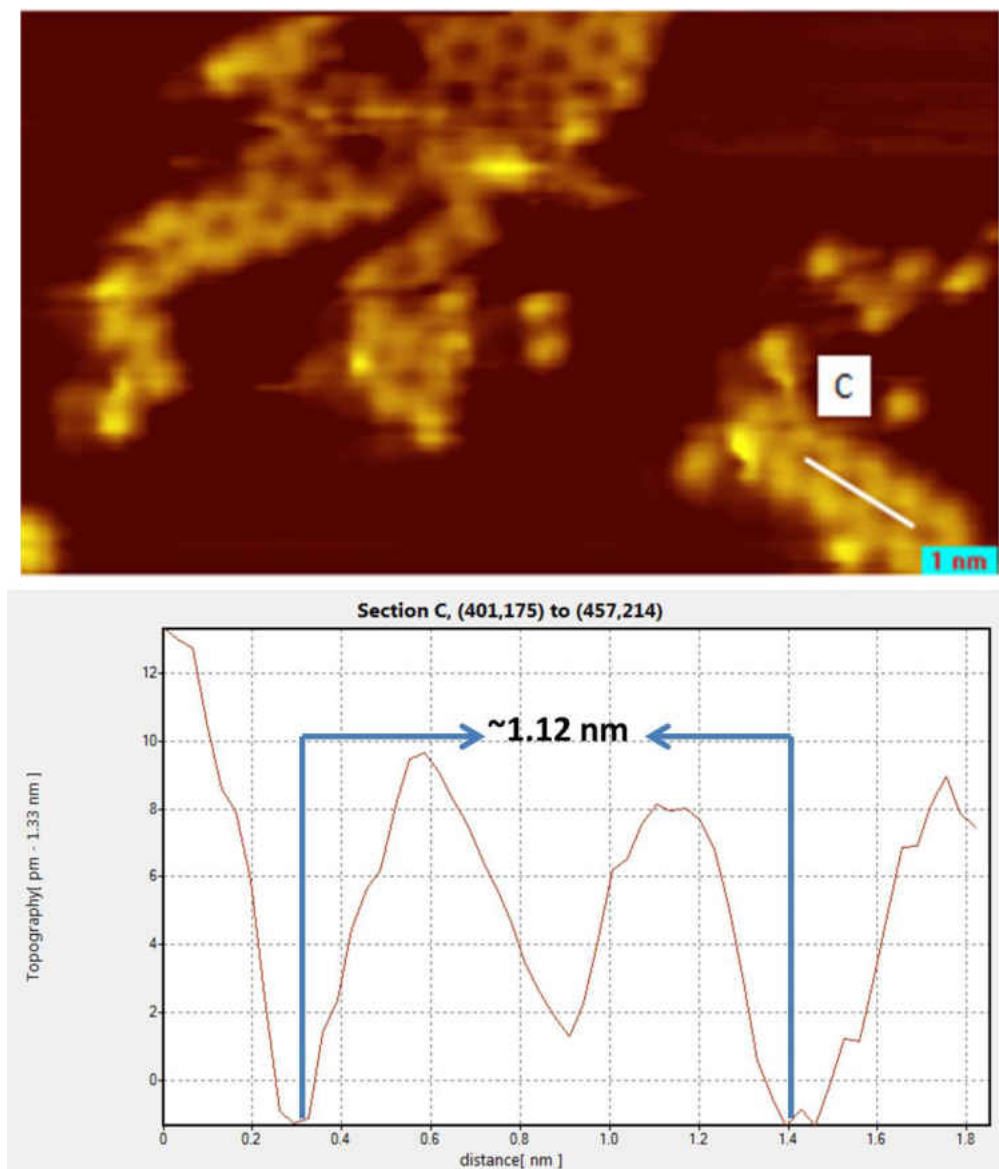 C
1 nm
Section C, (401,175) to (457,214)
~1.12 nm
12
10
8
6
4
2
0
Topography[ pm - 1.33 nm ]
0 0.2 0.4 0.6 0.8 1.0 1.2 1.4 1.6 1.8
distance[ nm ]